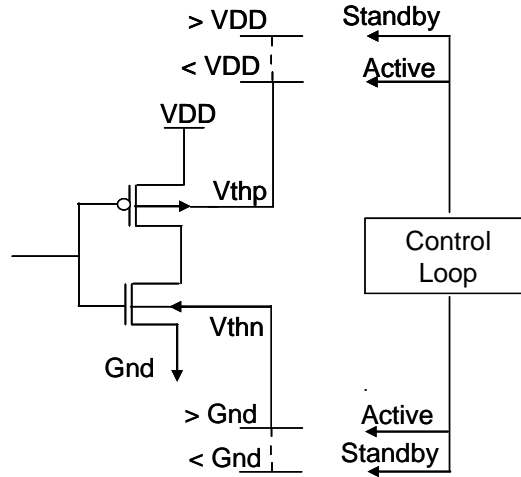 > VDD
Standby
< VDD
Active
VDD
Vthp
Control
Loop
Vthn
Gnd
> Gnd
Active
< Gnd
Standby